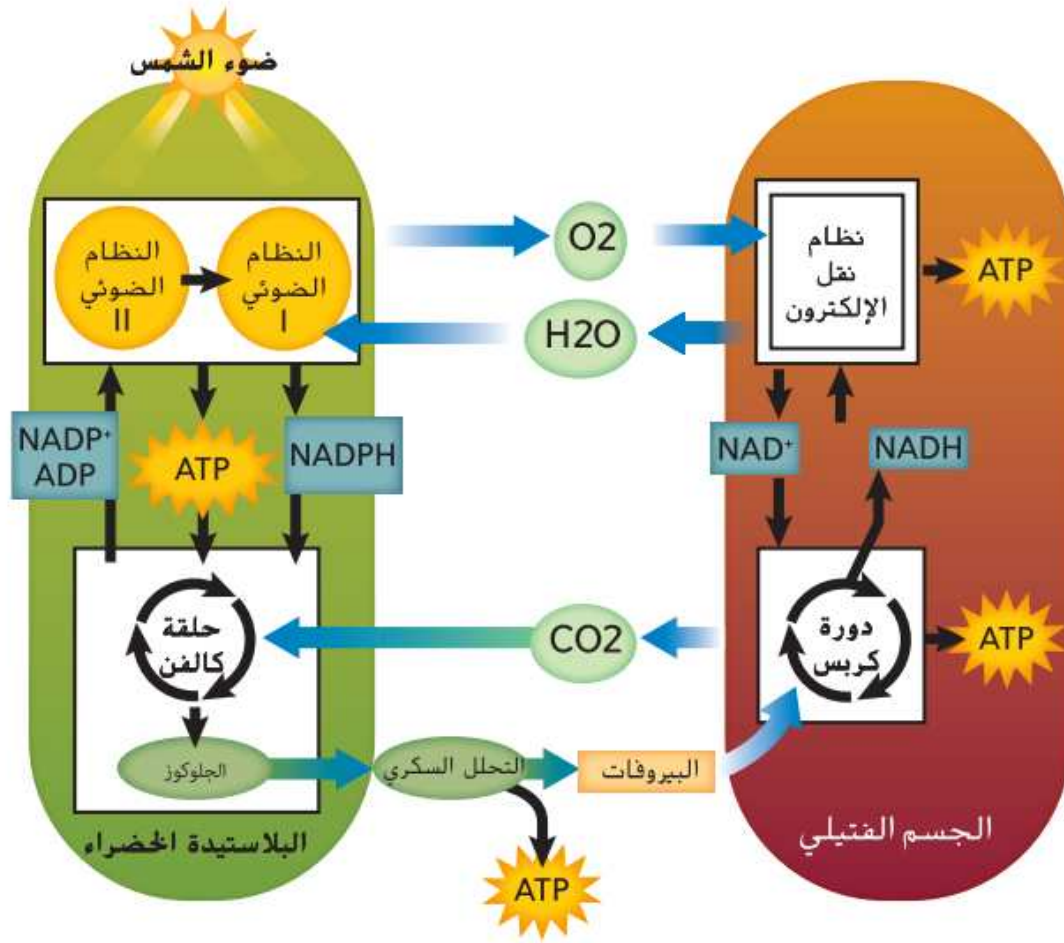 ضوء الشمس
النظام
الضوئي
II
النظام
الضوئي
I
O2
H2O
نظام
نقل
الإلكترون
ATP
NADP+
ADP
ATP
NADPH
NAD+
NADH
حلقة
كالفن
CO2
دورة
كربس
ATP
الجلوكوز
التحلل السكري
البيروفات
البلاستيدة الخضراء
الجسم الفتيلي
ATP